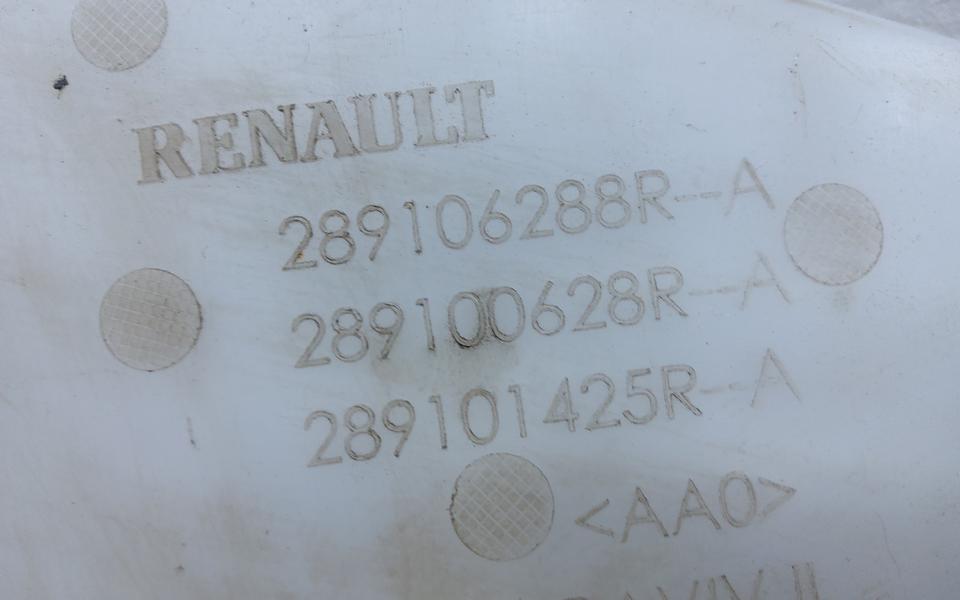 RENAULT
289106288R--A
289100628R--A
289101425R--A
<AA0>